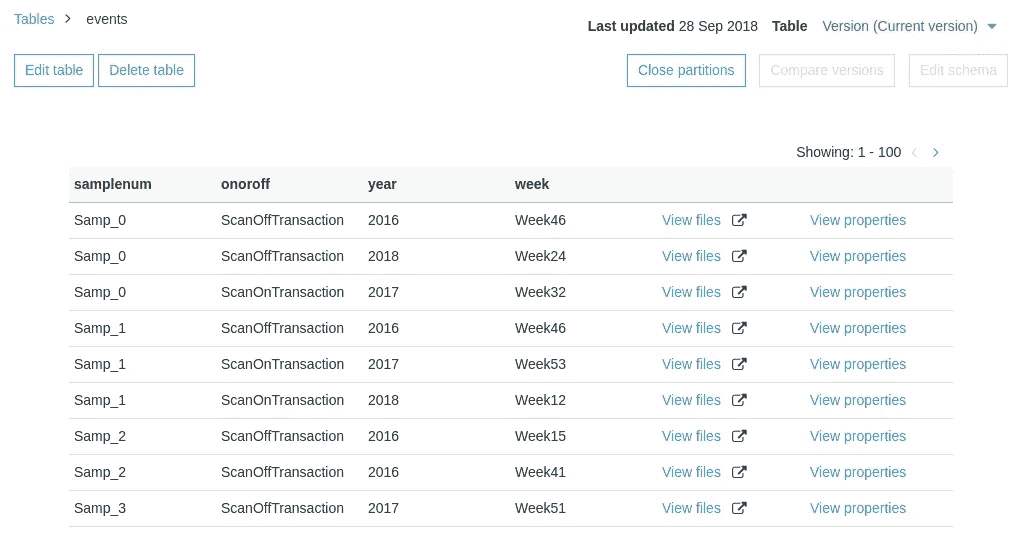 Tables > events
Last updated 28 Sep 2018 Table Version (Current version)
Edit table Delete table Close partitions Compare versions Edit schema
Showing: 1 - 100 < >
samplenum onoroff year week
Samp_0 ScanOffTransaction 2016 Week46 View files View properties
Samp_0 ScanOffTransaction 2018 Week24 View files View properties
Samp_0 ScanOnTransaction 2017 Week32 View files View properties
Samp_1 ScanOffTransaction 2016 Week46 View files View properties
Samp_1 ScanOnTransaction 2017 Week53 View files View properties
Samp_1 ScanOnTransaction 2018 Week12 View files View properties
Samp_2 ScanOffTransaction 2016 Week15 View files View properties
Samp_2 ScanOffTransaction 2016 Week41 View files View properties
Samp_3 ScanOffTransaction 2017 Week51 View files View properties